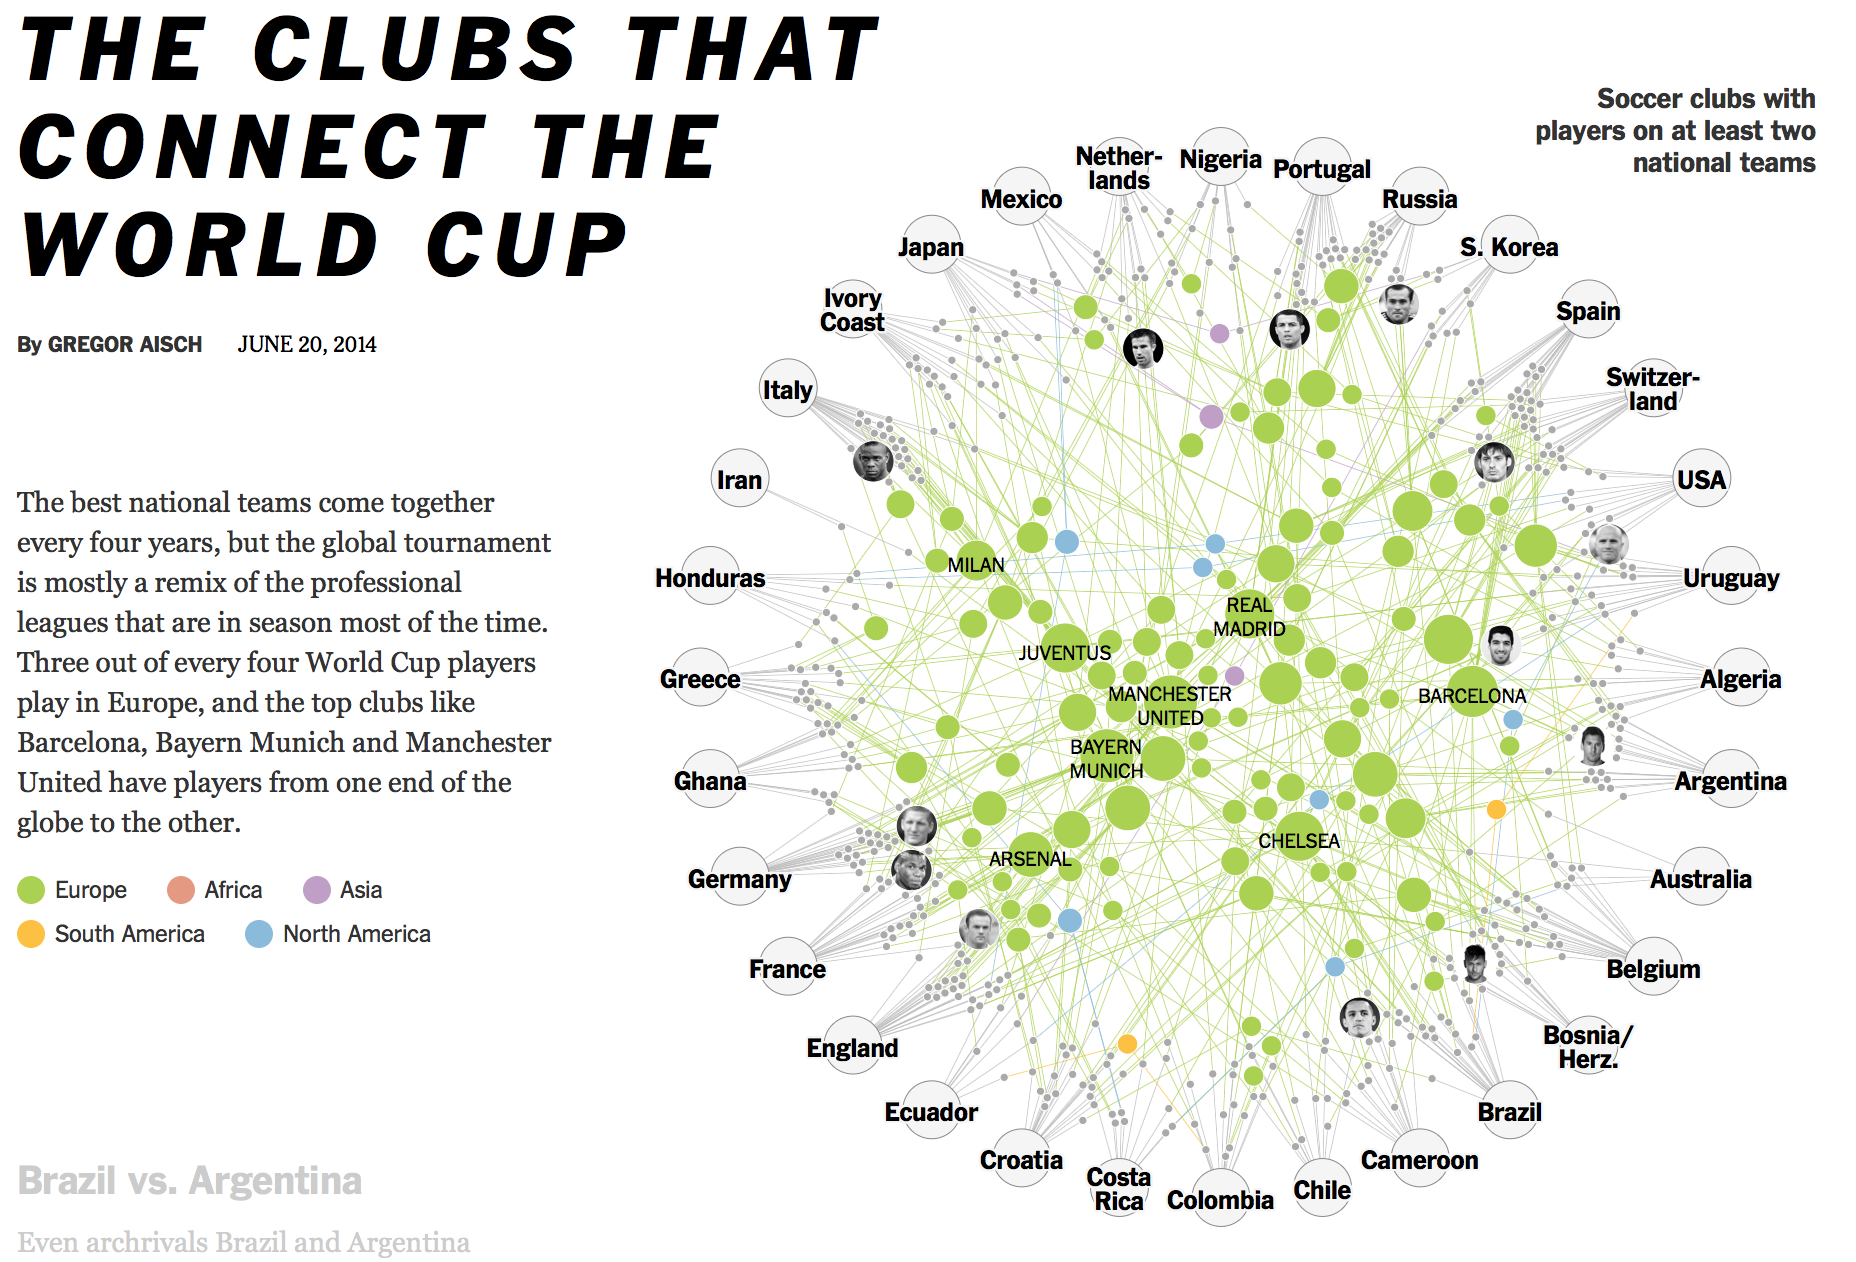 THE CLUBS THAT
CONNECT THE
WORLD CUP
By GREGOR AISCH JUNE 20, 2014
The best national teams come together
every four years, but the global tournament
is mostly a remix of the professional
leagues that are in season most of the time.
Three out of every four World Cup players
play in Europe, and the top clubs like
Barcelona, Bayern Munich and Manchester
United have players from one end of the
globe to the other.
Europe Africa Asia
South America North America
Brazil vs. Argentina
Even archrivals Brazil and Argentina
Soccer clubs with
players on at least two
national teams
Nether-
lands
Nigeria
Portugal
Russia
S. Korea
Spain
Switzer-
land
USA
Uruguay
Algeria
Argentina
Australia
Belgium
Bosnia/
Herz.
Brazil
Cameroon
Chile
Colombia
Costa
Rica
Croatia
Ecuador
England
France
Germany
Ghana
Greece
Honduras
Iran
Italy
Ivory
Coast
Japan
Mexico
MILAN
REAL
MADRID
JUVENTUS
MANCHESTER
UNITED
BARCELONA
BAYERN
MUNICH
CHELSEA
ARSENAL